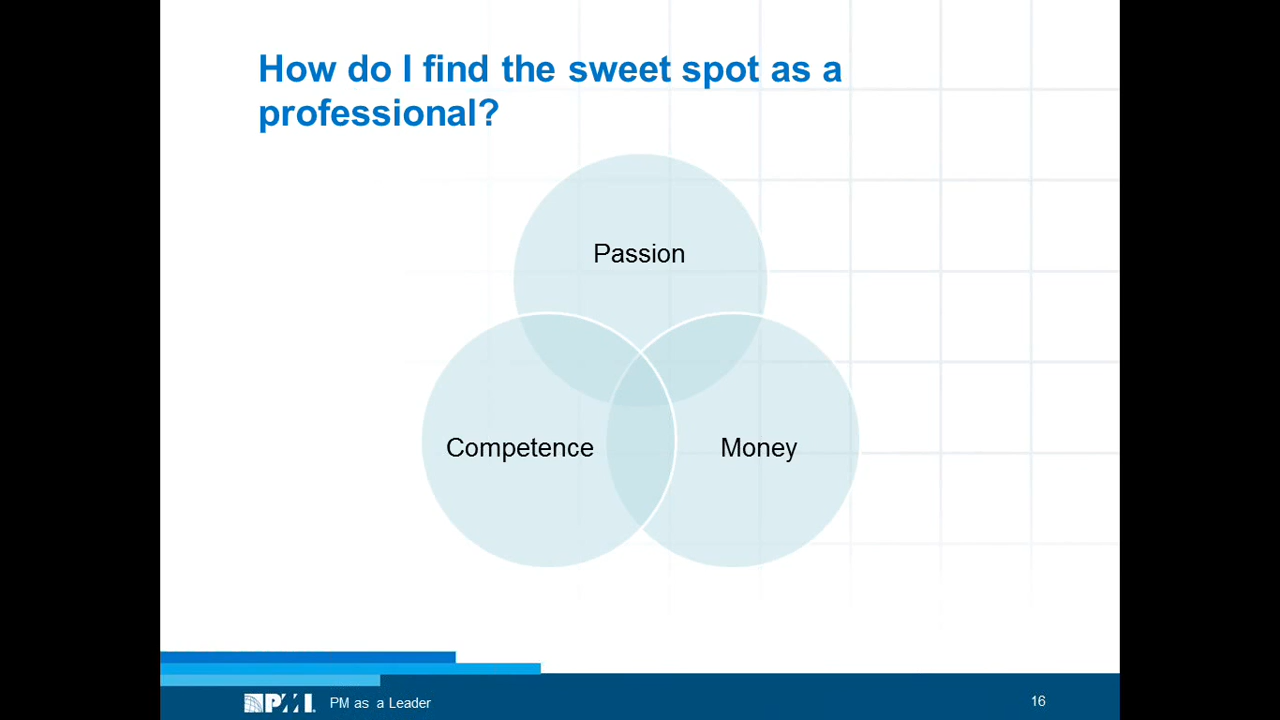 How do I find the sweet spot as a
professional?
Passion
Competence
Money
PMI
PM as a Leader
16